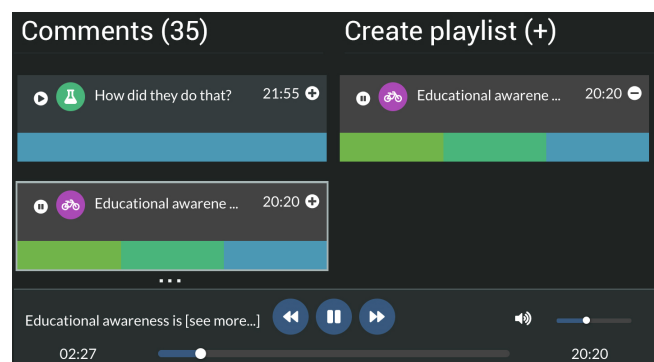 Comments (35)
Create playlist (+)
How did they do that? 21:55
Educational awarene ... 20:20
Educational awarene ... 20:20
...
Educational awareness is [see more...]
02:27
20:20